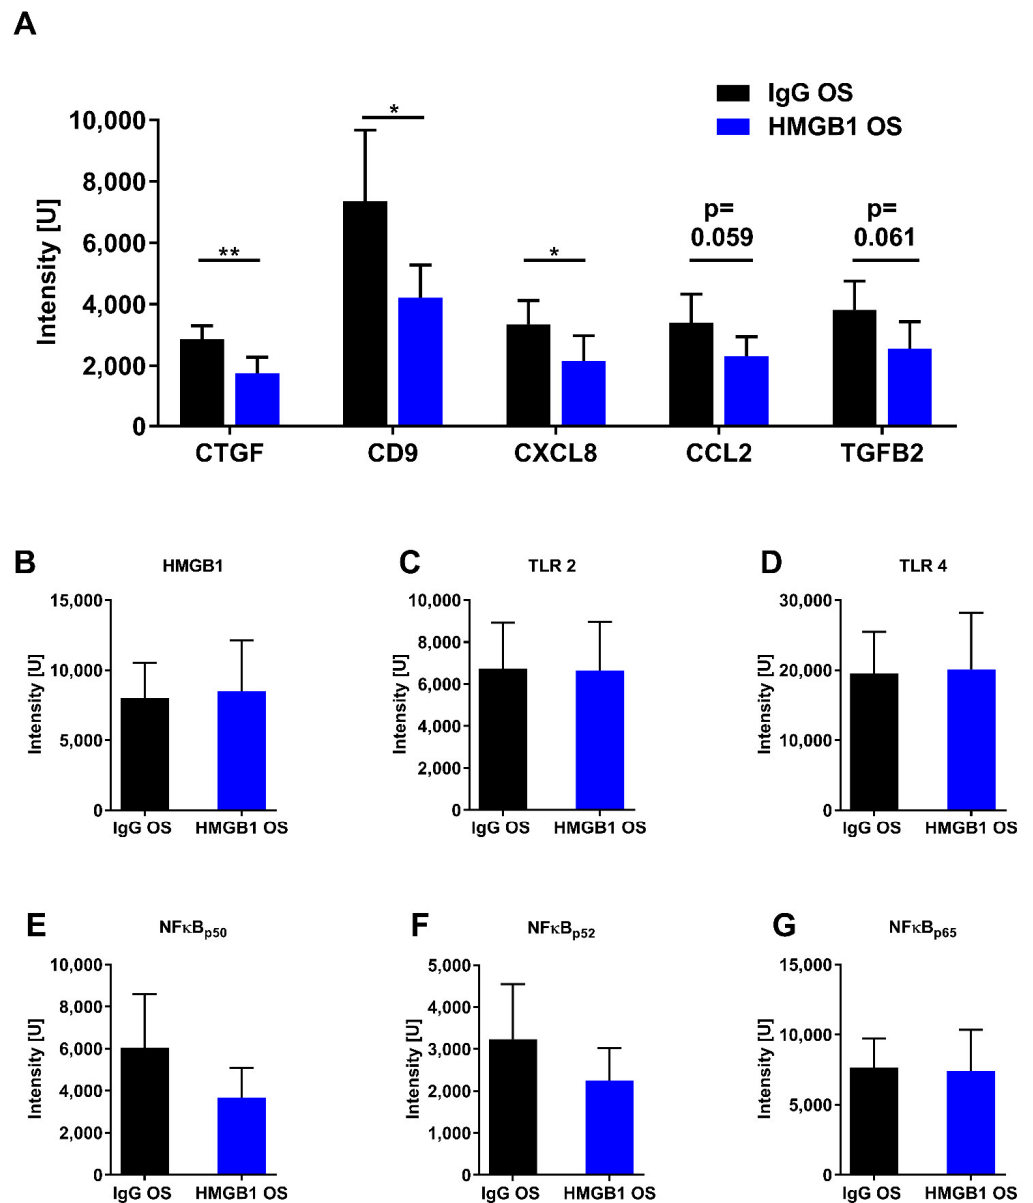 A
IgG OS
HMGB1 OS
Intensity [U]
10,000
8,000
6,000
4,000
2,000
0
**
*
*
p=
0.059
p=
0.061
CTGF
CD9
CXCL8
CCL2
TGFB2
B
HMGB1
Intensity [U]
15,000
10,000
5,000
0
IgG OS
HMGB1 OS
C
TLR 2
Intensity [U]
10,000
8,000
6,000
4,000
2,000
0
IgG OS
HMGB1 OS
D
TLR 4
Intensity [U]
30,000
20,000
10,000
0
IgG OS
HMGB1 OS
E
NFκBp50
Intensity [U]
10,000
8,000
6,000
4,000
2,000
0
IgG OS
HMGB1 OS
F
NFκBp52
Intensity [U]
5,000
4,000
3,000
2,000
1,000
0
IgG OS
HMGB1 OS
G
NFκBp65
Intensity [U]
15,000
10,000
5,000
0
IgG OS
HMGB1 OS